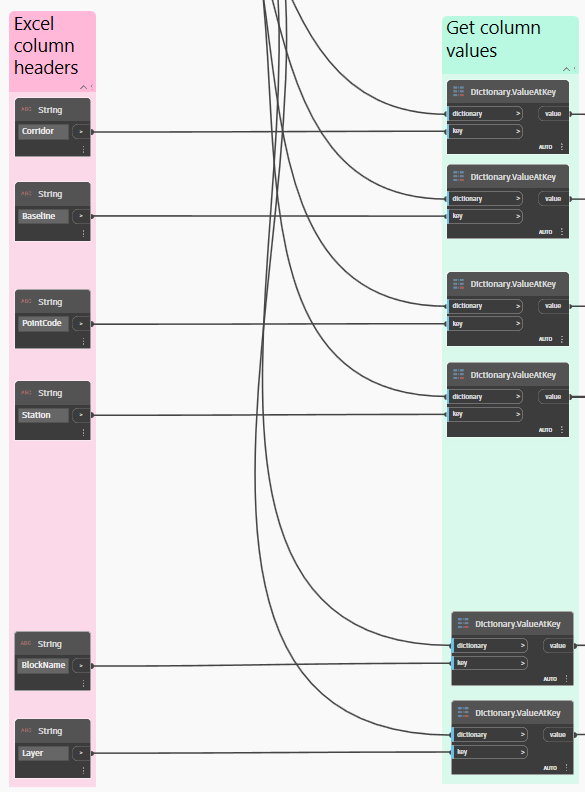 Excel
column
headers
Get column
values
ABC String
Corridor >
Dictionary.ValueAtKey
dictionary > value
key >
AUTO
ABC String
Baseline >
Dictionary.ValueAtKey
dictionary > value
key >
AUTO
ABC String
PointCode >
Dictionary.ValueAtKey
dictionary > value
key >
AUTO
ABC String
Station >
Dictionary.ValueAtKey
dictionary > value
key >
AUTO
ABC String
BlockName >
Dictionary.ValueAtKey
dictionary > value
key >
AUTO
ABC String
Layer >
Dictionary.ValueAtKey
dictionary > value
key >
AUTO